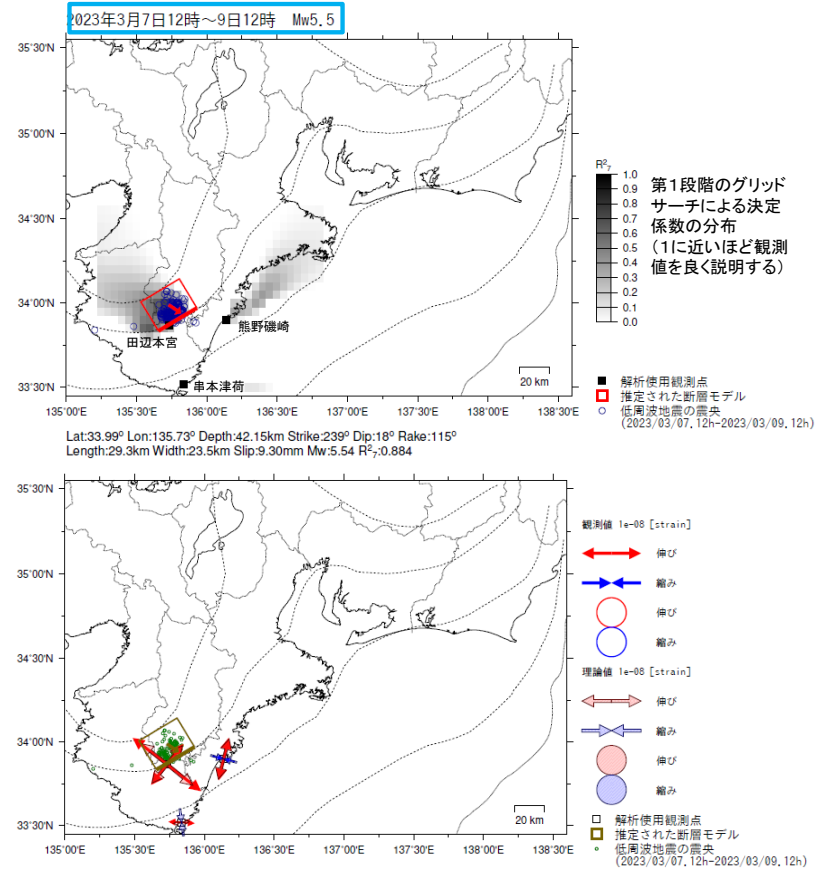 2023年3月7日12時～9日12時 Mw5.5
35°30'N
35°00'N
34°30'N
34°00'N
33°30'N
135°00'E
135°30'E
136°00'E
136°30'E
137°00'E
137°30'E
138°00'E
138°30'E
田辺本宮
熊野磯崎
串本津荷
20 km
R²₇
1.0
0.9
0.8
0.7
0.6
0.5
0.4
0.3
0.2
0.1
0.0
第１段階のグリッド
サーチによる決定
係数の分布
（１に近いほど観測
値を良く説明する）
解析使用観測点
推定された断層モデル
低周波地震の震央
(2023/03/07.12h-2023/03/09.12h)
Lat:33.99° Lon:135.73° Depth:42.15km Strike:239° Dip:18° Rake:115°
Length:29.3km Width:23.5km Slip:9.30mm Mw:5.54 R²₇:0.884
35°30'N
35°00'N
34°30'N
34°00'N
33°30'N
135°00'E
135°30'E
136°00'E
136°30'E
137°00'E
137°30'E
138°00'E
138°30'E
20 km
観測値 1e-08 [strain]
伸び
縮み
伸び
縮み
理論値 1e-08 [strain]
伸び
縮み
伸び
縮み
解析使用観測点
推定された断層モデル
低周波地震の震央
(2023/03/07.12h-2023/03/09.12h)